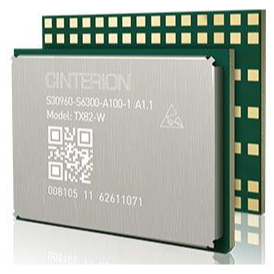 CINTERION
S30960-S6300-A100-1 A1.1
Model: TX82-W
008105 11 62611071